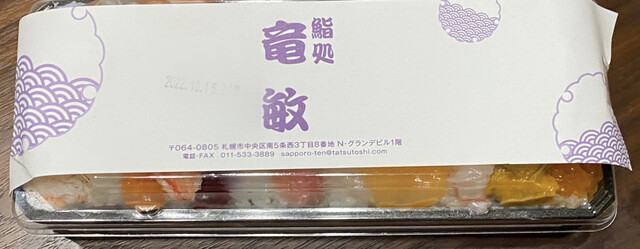 鮨処
竜敏
〒064-0805 札幌市中央区南5条西3丁目8番地 N・グランデビル1階
電話・FAX 011-533-3889 sapporo-ten@tatsutoshi.com